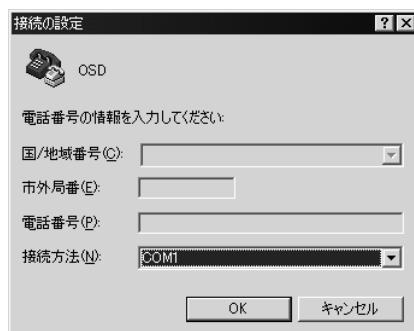 接続の設定
OSD
電話番号の情報を入力してください:
国/地域番号(C):
市外局番(E):
電話番号(P):
接続方法(N): COM1
OK キャンセル